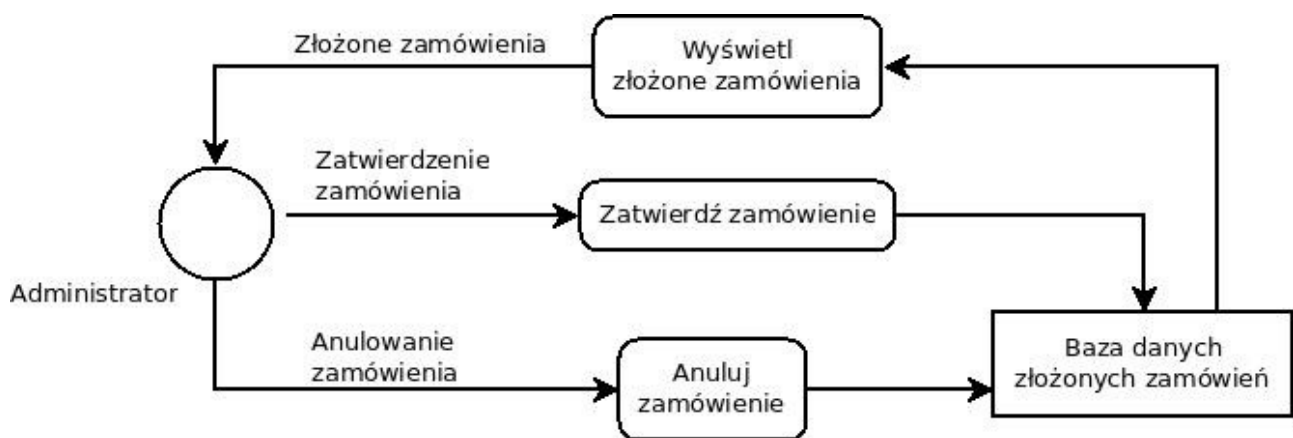 Złożone zamówienia
Wyświetl
złożone zamówienia
Zatwierdzenie
zamówienia
Zatwierdź zamówienie
Administrator
Anulowanie
zamówienia
Anuluj
zamówienie
Baza danych
złożonych zamówień